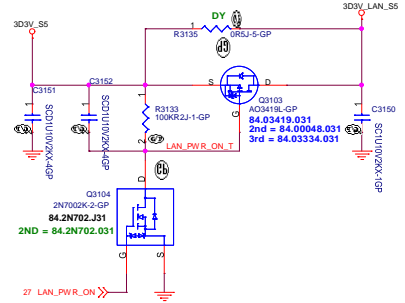 3D3V_S5
DY
3D3V_LAN_S5
R3135
1
2
0R5J-5-GP
C3151
C3152
SCD1U10V2KX-4GP
SCD1U10V2KX-4GP
S
D
G
R3133
100KR2J-1-GP
1
2
Q3103
AO3419L-GP
84.03419.031
2nd = 84.00048.031
3rd = 84.03334.031
C3150
SC1U10V2KX-1GP
LAN_PWR_ON_T
D
Q3104
2N7002K-2-GP
84.2N702.J31
2ND = 84.2N702.031
G
S
27 LAN_PWR_ON